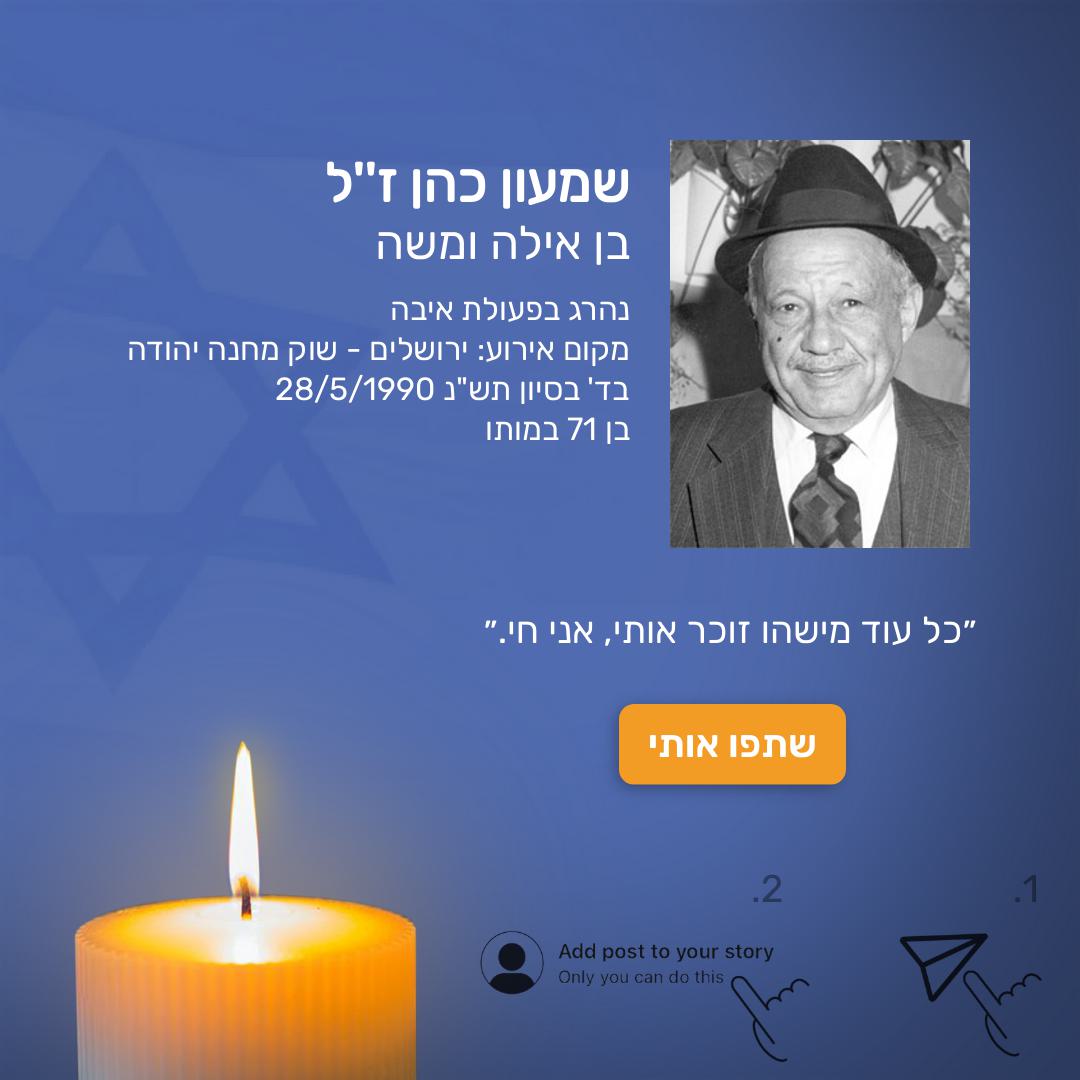 שמעון כהן ז"ל
בן אילה ומשה
נהרג בפעולת איבה
מקום אירוע: ירושלים - שוק מחנה יהודה
בד' בסיון תש"נ 28/5/1990
בן 71 במותו
״כל עוד מישהו זוכר אותי, אני חי.״
שתפו אותי
1.
2.
Add post to your story
Only you can do this